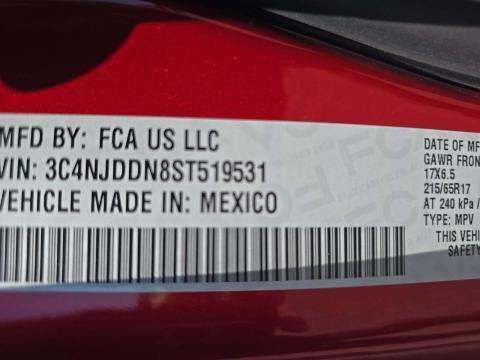 MFD BY: FCA US LLC
VIN: 3C4NJDDN8ST519531
VEHICLE MADE IN: MEXICO
DATE OF MF
GAWR FRON
17X6.5
215/65R17
AT 240 kPa /
TYPE: MPV
THIS VEHI
SAFETY